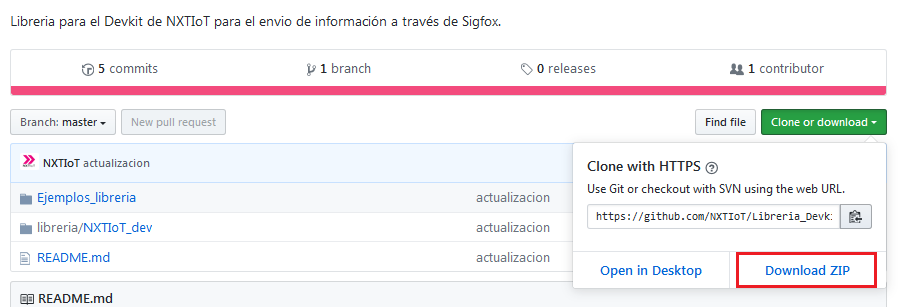 Libreria para el Devkit de NXTIoT para el envio de información a través de Sigfox.
5 commits 1 branch 0 releases 1 contributor
Branch: master New pull request Find file Clone or download
NXTIoT actualizacion
Ejemplos_libreria actualizacion
libreria/NXTIoT_dev actualizacion
README.md actualizacion
README.md
Clone with HTTPS
Use Git or checkout with SVN using the web URL.
https://github.com/NXTIoT/Libreria_Devk
Open in Desktop Download ZIP